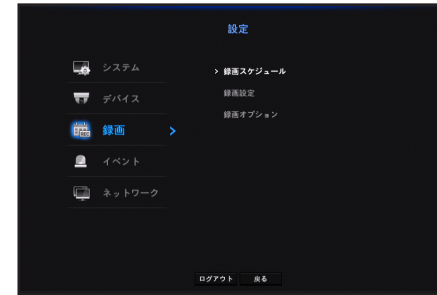 設定
システム
デバイス
録画
イベント
ネットワーク
録画スケジュール
録画設定
録画オプション
ログアウト 戻る